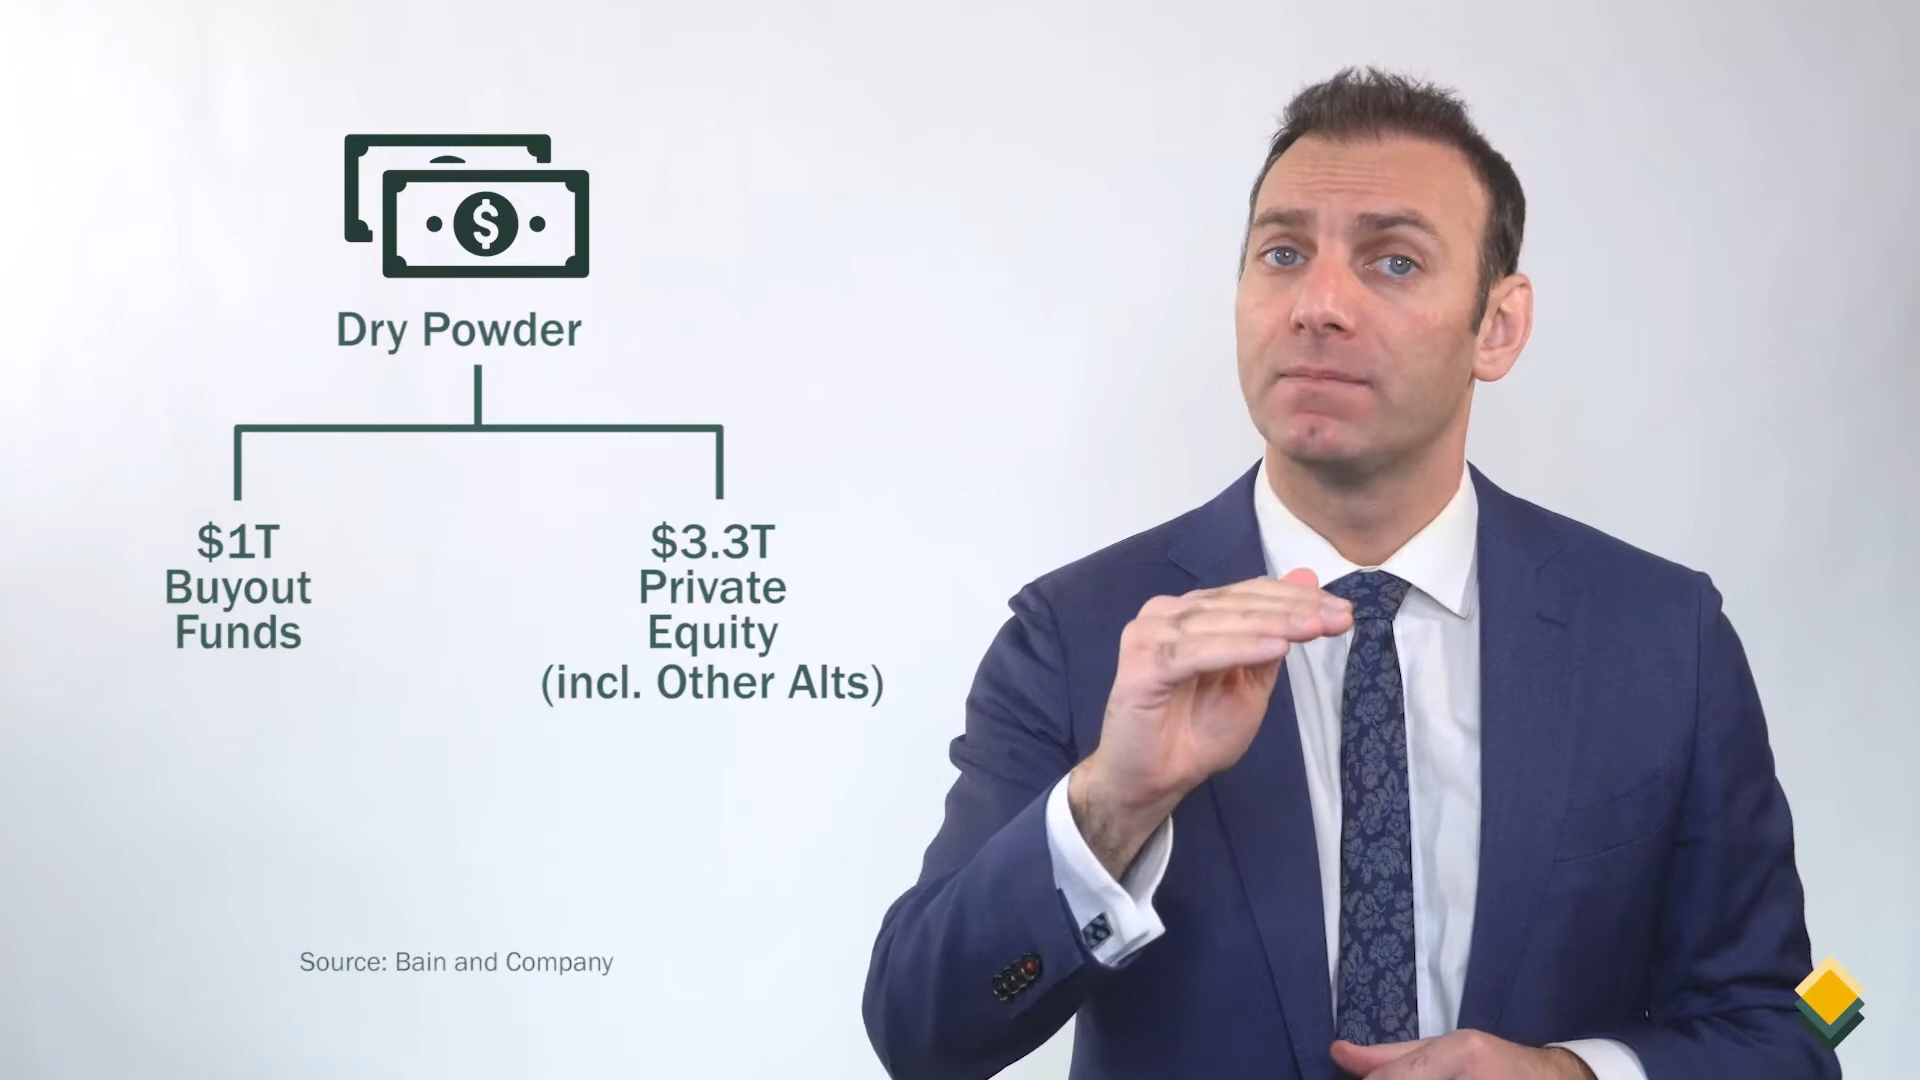 $
Dry Powder
$1T
Buyout
Funds
$3.3T
Private
Equity
(incl. Other Alts)
Source: Bain and Company